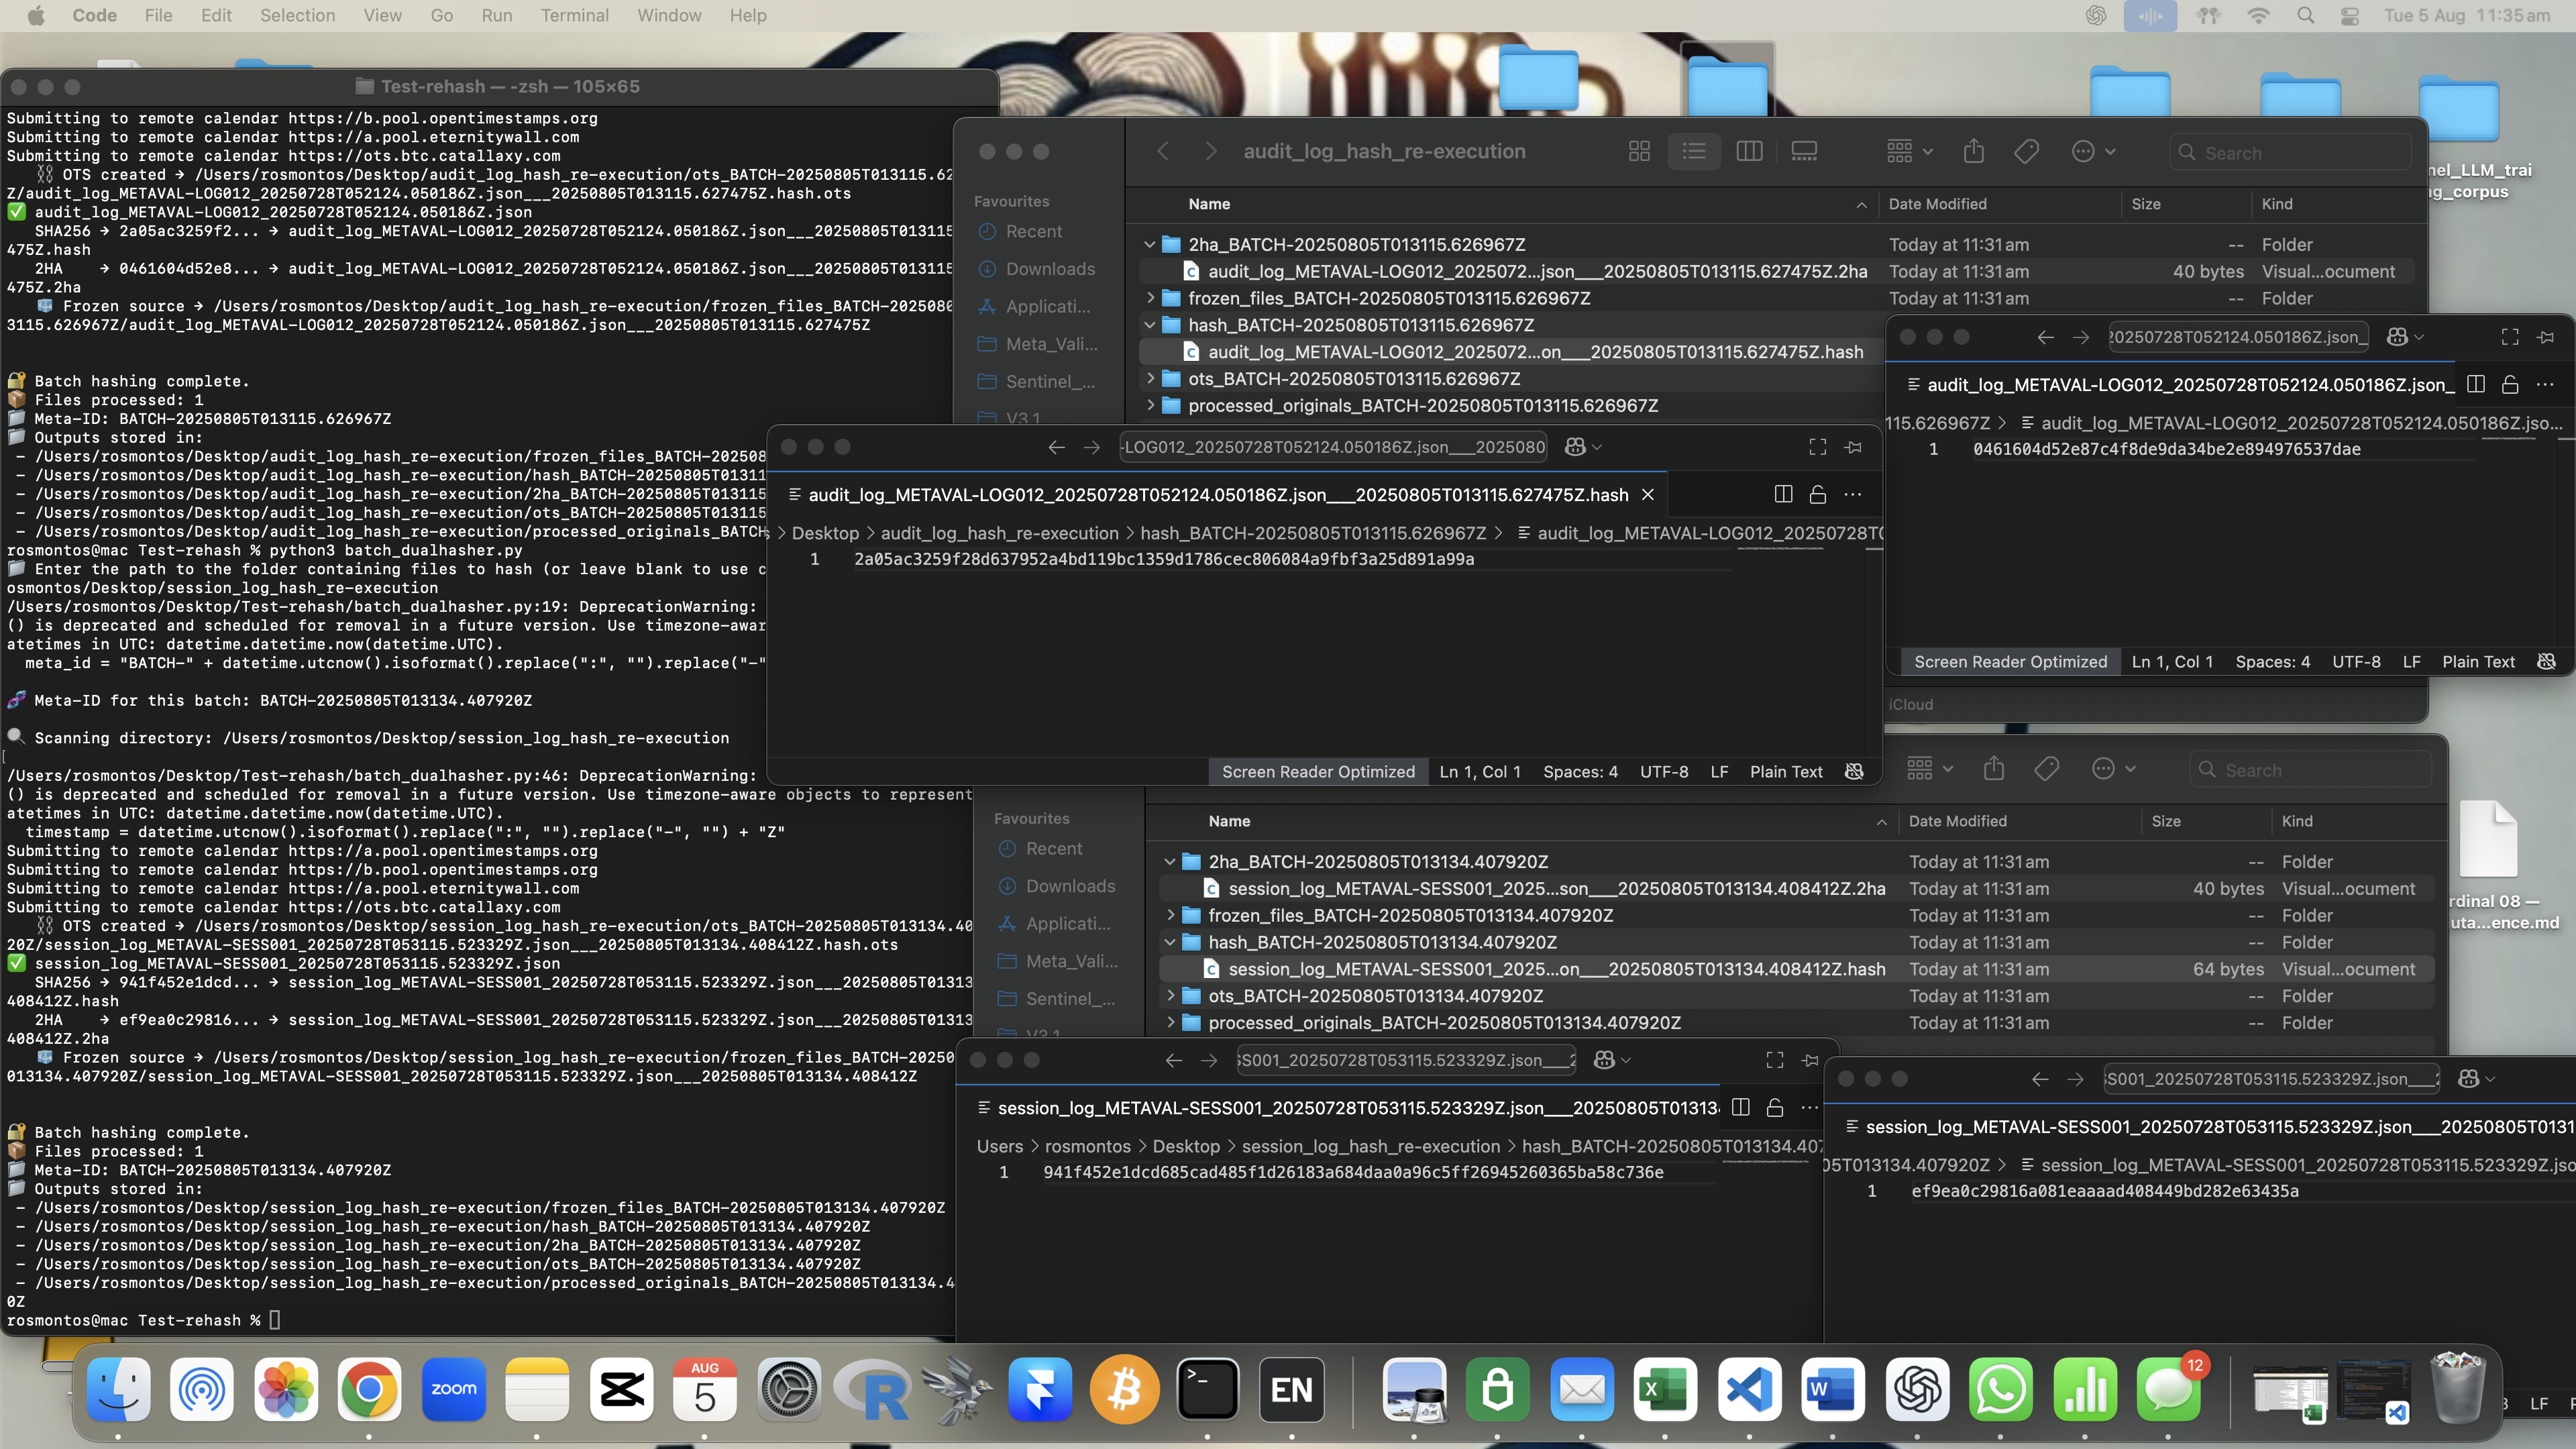 Code File Edit Selection View Go Run Terminal Window Help
Tue 5 Aug 11:35 am
Test-rehash — -zsh — 105×65
Submitting to remote calendar https://b.pool.opentimestamps.org
Submitting to remote calendar https://a.pool.eternitywall.com
Submitting to remote calendar https://ots.btc.catallaxy.com
⛓ OTS created → /Users/rosmontos/Desktop/audit_log_hash_re-execution/ots_BATCH-20250805T013115.62
Z/audit_log_METAVAL-LOG012_20250728T052124.050186Z.json___20250805T013115.627475Z.hash.ots
✅ audit_log_METAVAL-LOG012_20250728T052124.050186Z.json
SHA256 → 2a05ac3259f2... → audit_log_METAVAL-LOG012_20250728T052124.050186Z.json___20250805T013115
475Z.hash
2HA → 0461604d52e8... → audit_log_METAVAL-LOG012_20250728T052124.050186Z.json___20250805T013115
475Z.2ha
🧊 Frozen source → /Users/rosmontos/Desktop/audit_log_hash_re-execution/frozen_files_BATCH-2025080
3115.626967Z/audit_log_METAVAL-LOG012_20250728T052124.050186Z.json___20250805T013115.627475Z
🔐 Batch hashing complete.
📦 Files processed: 1
📁 Meta-ID: BATCH-20250805T013115.626967Z
📁 Outputs stored in:
– /Users/rosmontos/Desktop/audit_log_hash_re-execution/frozen_files_BATCH-202508
– /Users/rosmontos/Desktop/audit_log_hash_re-execution/hash_BATCH-20250805T01311
– /Users/rosmontos/Desktop/audit_log_hash_re-execution/2ha_BATCH-20250805T013115
– /Users/rosmontos/Desktop/audit_log_hash_re-execution/ots_BATCH-20250805T013115
– /Users/rosmontos/Desktop/audit_log_hash_re-execution/processed_originals_BATCH
rosmontos@mac Test-rehash % python3 batch_dualhasher.py
📁 Enter the path to the folder containing files to hash (or leave blank to use c
osmontos/Desktop/session_log_hash_re-execution
/Users/rosmontos/Desktop/Test-rehash/batch_dualhasher.py:19: DeprecationWarning:
() is deprecated and scheduled for removal in a future version. Use timezone-awar
atetimes in UTC: datetime.datetime.now(datetime.UTC).
meta_id = "BATCH-" + datetime.utcnow().isoformat().replace(":", "").replace("-"
🧬 Meta-ID for this batch: BATCH-20250805T013134.407920Z
🔍 Scanning directory: /Users/rosmontos/Desktop/session_log_hash_re-execution
[
/Users/rosmontos/Desktop/Test-rehash/batch_dualhasher.py:46: DeprecationWarning:
() is deprecated and scheduled for removal in a future version. Use timezone-aware objects to represent
atetimes in UTC: datetime.datetime.now(datetime.UTC).
timestamp = datetime.utcnow().isoformat().replace(":", "").replace("-", "") + "Z"
Submitting to remote calendar https://a.pool.opentimestamps.org
Submitting to remote calendar https://b.pool.opentimestamps.org
Submitting to remote calendar https://a.pool.eternitywall.com
Submitting to remote calendar https://ots.btc.catallaxy.com
⛓ OTS created → /Users/rosmontos/Desktop/session_log_hash_re-execution/ots_BATCH-20250805T013134.40
20Z/session_log_METAVAL-SESS001_20250728T053115.523329Z.json___20250805T013134.408412Z.hash.ots
✅ session_log_METAVAL-SESS001_20250728T053115.523329Z.json
SHA256 → 941f452e1dcd... → session_log_METAVAL-SESS001_20250728T053115.523329Z.json___20250805T0313
408412Z.hash
2HA → ef9ea0c29816... → session_log_METAVAL-SESS001_20250728T053115.523329Z.json___20250805T01313
408412Z.2ha
🧊 Frozen source → /Users/rosmontos/Desktop/session_log_hash_re-execution/frozen_files_BATCH-20250
013134.407920Z/session_log_METAVAL-SESS001_20250728T053115.523329Z.json___20250805T013134.408412Z
🔐 Batch hashing complete.
📦 Files processed: 1
📁 Meta-ID: BATCH-20250805T013134.407920Z
📁 Outputs stored in:
– /Users/rosmontos/Desktop/session_log_hash_re-execution/frozen_files_BATCH-20250805T013134.407920Z
– /Users/rosmontos/Desktop/session_log_hash_re-execution/hash_BATCH-20250805T013134.407920Z
– /Users/rosmontos/Desktop/session_log_hash_re-execution/2ha_BATCH-20250805T013134.407920Z
– /Users/rosmontos/Desktop/session_log_hash_re-execution/ots_BATCH-20250805T013134.407920Z
– /Users/rosmontos/Desktop/session_log_hash_re-execution/processed_originals_BATCH-20250805T013134.4
0Z
rosmontos@mac Test-rehash %
audit_log_hash_re-execution
Search
Favourites
Recent
Downloads
Applicati...
Meta_Vali...
Sentinel_...
V3.1
Name Date Modified Size Kind
2ha_BATCH-20250805T013115.626967Z Today at 11:31 am -- Folder
audit_log_METAVAL-LOG012_2025072...json___20250805T013115.627475Z.2ha Today at 11:31 am 40 bytes Visual...ocument
frozen_files_BATCH-20250805T013115.626967Z Today at 11:31 am -- Folder
hash_BATCH-20250805T013115.626967Z
audit_log_METAVAL-LOG012_2025072...on___20250805T013115.627475Z.hash
ots_BATCH-20250805T013115.626967Z
processed_originals_BATCH-20250805T013115.626967Z
iCloud
20250728T052124.050186Z.json_
audit_log_METAVAL-LOG012_20250728T052124.050186Z.json_
115.626967Z > audit_log_METAVAL-LOG012_20250728T052124.050186Z.jso...
1 0461604d52e87c4f8de9da34be2e894976537dae
Screen Reader Optimized Ln 1, Col 1 Spaces: 4 UTF-8 LF Plain Text
-LOG012_20250728T052124.050186Z.json___2025080
audit_log_METAVAL-LOG012_20250728T052124.050186Z.json___20250805T013115.627475Z.hash
> Desktop > audit_log_hash_re-execution > hash_BATCH-20250805T013115.626967Z > audit_log_METAVAL-LOG012_20250728T0
1 2a05ac3259f28d637952a4bd119bc1359d1786cec806084a9fbf3a25d891a99a
Screen Reader Optimized Ln 1, Col 1 Spaces: 4 UTF-8 LF Plain Text
Search
Favourites
Recent
Downloads
Applicati...
Meta_Vali...
Sentinel_...
V3.1
Name Date Modified Size Kind
2ha_BATCH-20250805T013134.407920Z Today at 11:31 am -- Folder
session_log_METAVAL-SESS001_2025...son___20250805T013134.408412Z.2ha Today at 11:31 am 40 bytes Visual...ocument
frozen_files_BATCH-20250805T013134.407920Z Today at 11:31 am -- Folder
hash_BATCH-20250805T013134.407920Z Today at 11:31 am -- Folder
session_log_METAVAL-SESS001_2025...on___20250805T013134.408412Z.hash Today at 11:31 am 64 bytes Visual...ocument
ots_BATCH-20250805T013134.407920Z Today at 11:31 am -- Folder
processed_originals_BATCH-20250805T013134.407920Z Today at 11:31 am -- Folder
SS001_20250728T053115.523329Z.json___2
session_log_METAVAL-SESS001_20250728T053115.523329Z.json___20250805T01313
Users > rosmontos > Desktop > session_log_hash_re-execution > hash_BATCH-20250805T013134.407
1 941f452e1dcd685cad485f1d26183a684daa0a96c5ff26945260365ba58c736e
S001_20250728T053115.523329Z.json___2
session_log_METAVAL-SESS001_20250728T053115.523329Z.json___20250805T0131
05T013134.407920Z > session_log_METAVAL-SESS001_20250728T053115.523329Z.jso
1 ef9ea0c29816a081eaaaad408449bd282e63435a
LF
nel_LLM_trai
g_corpus
rdinal 08 —
uta...ence.md
zoom
AUG
5
R
EN
X
W
12